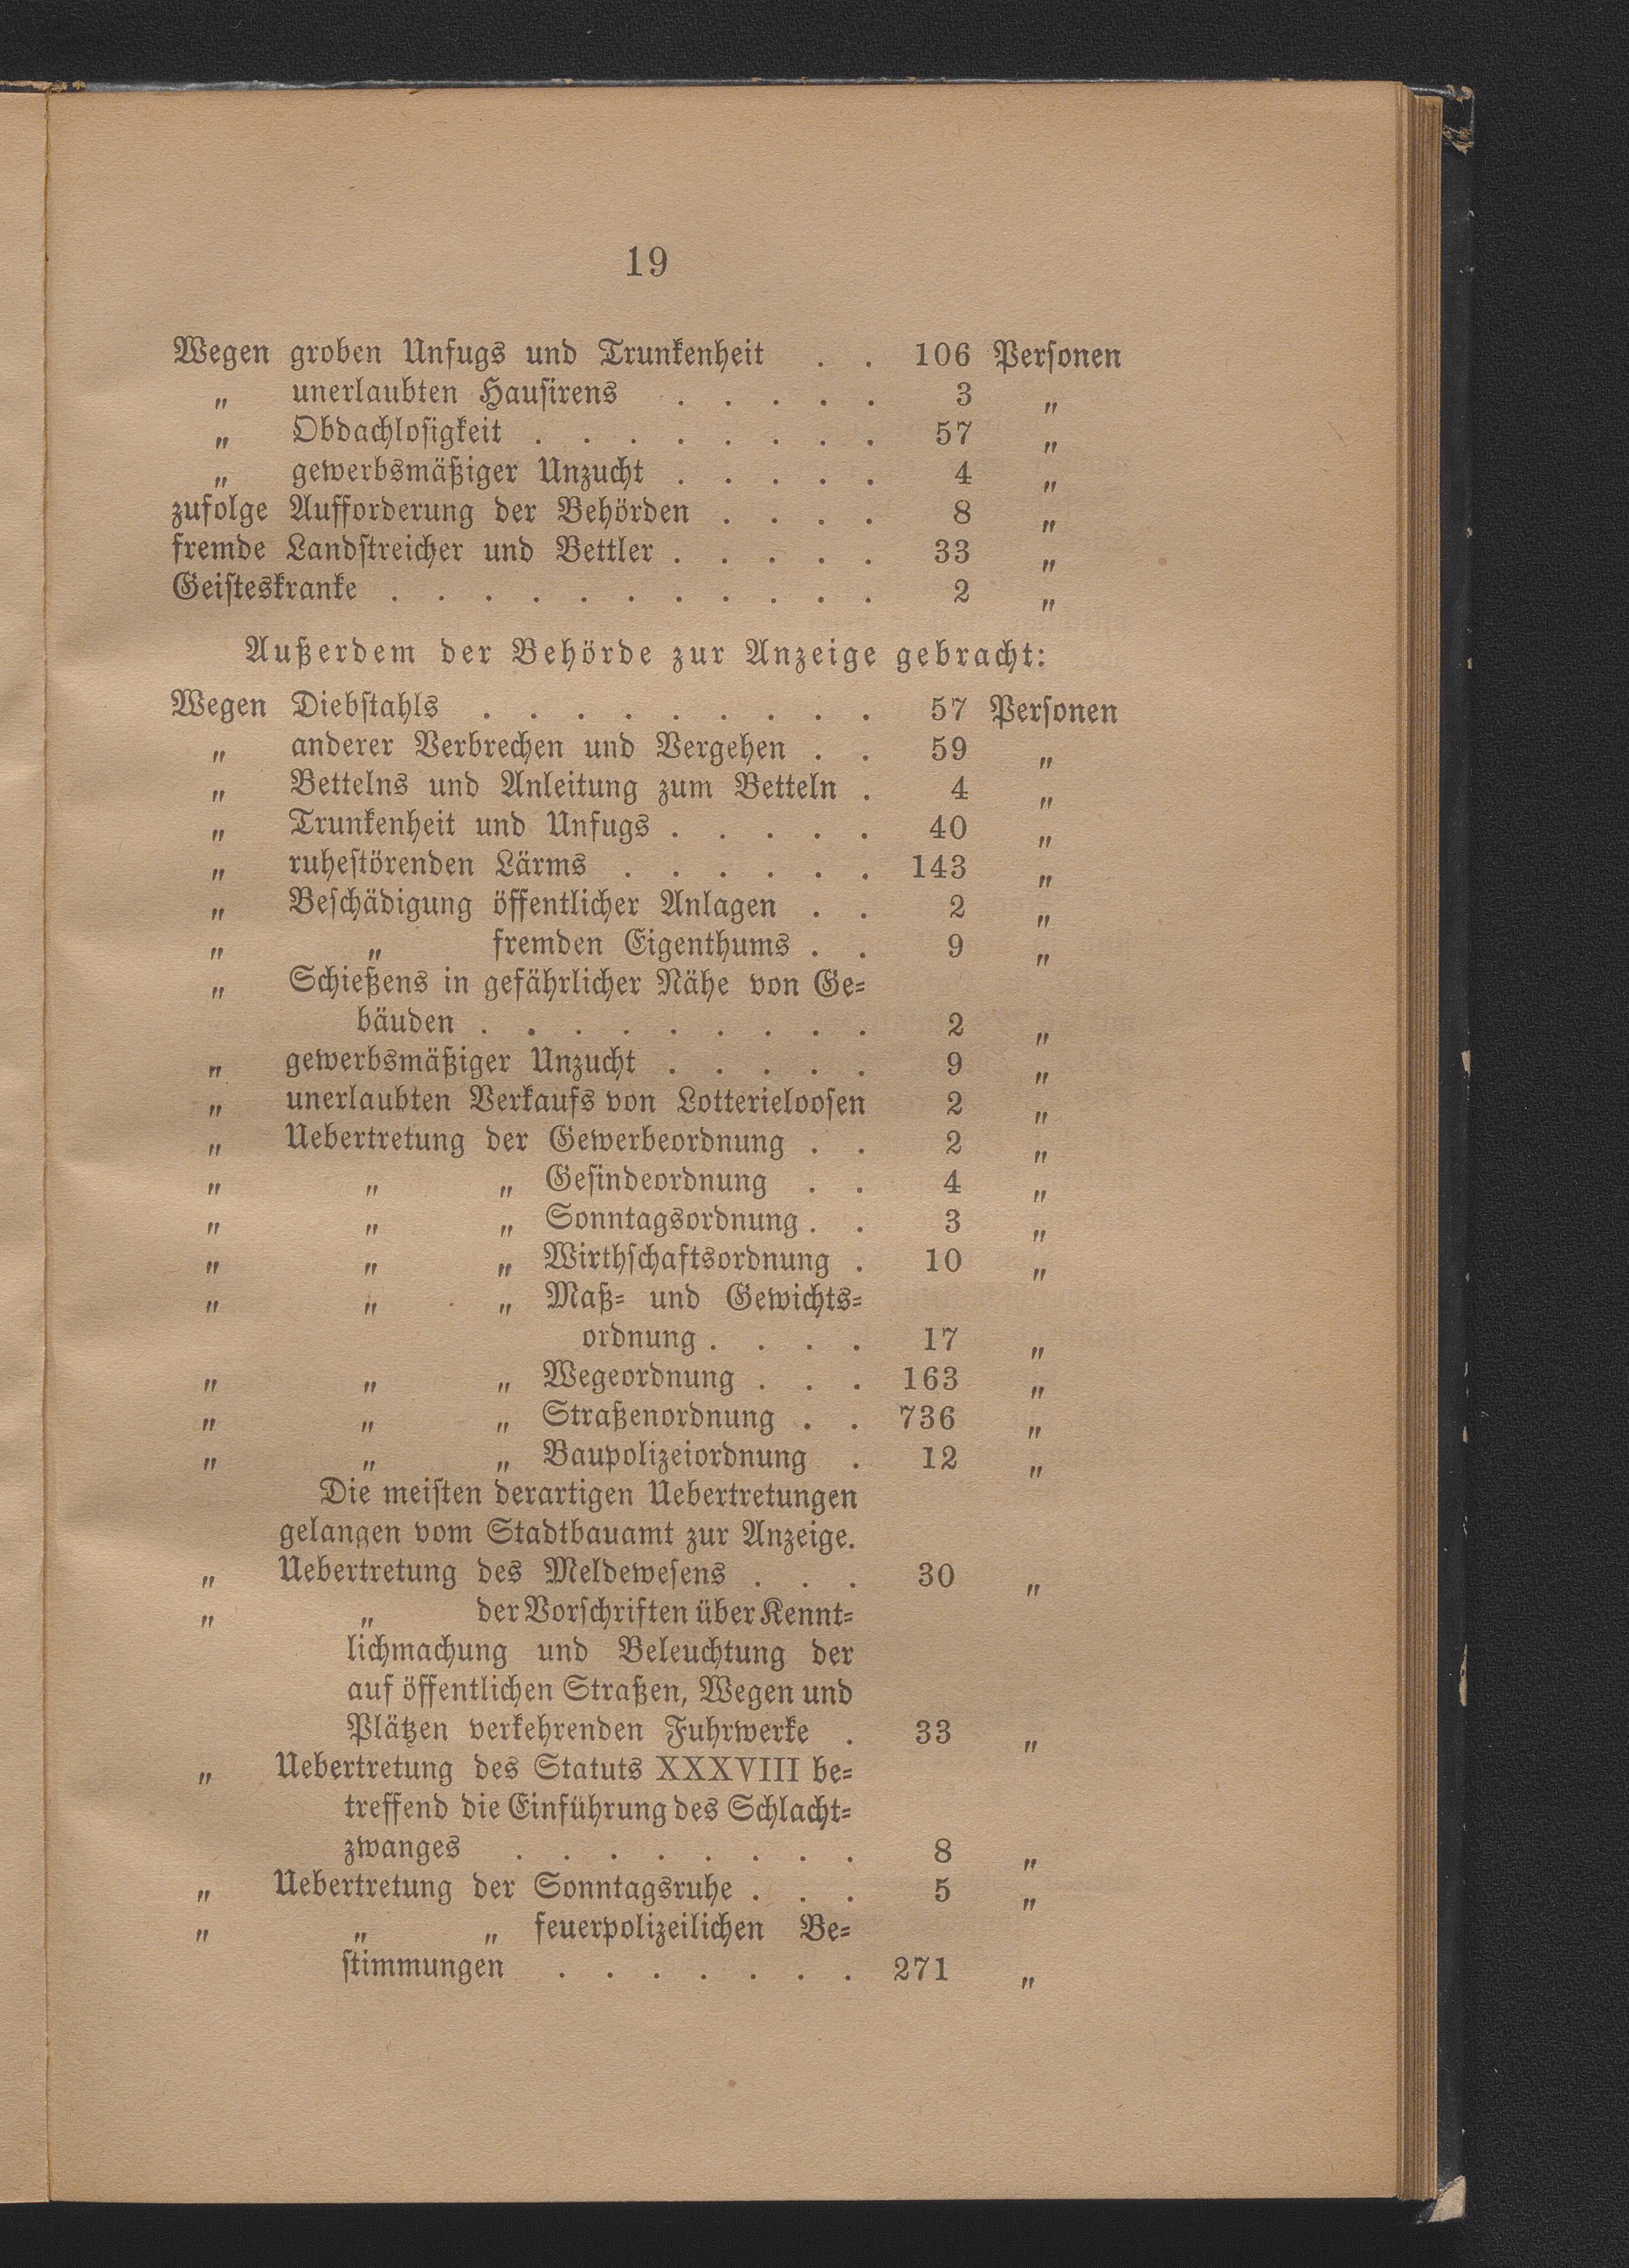 19
Wegen groben Unfugs und Trunkenheit . . 106 Personen
„ unerlaubten Hausirens . . . . . 3 „
„ Obdachlosigkeit . . . . . . . . 57 „
„ gewerbsmäßiger Unzucht . . . . . 4 „
zufolge Aufforderung der Behörden . . . . 8 „
fremde Landstreicher und Bettler . . . . . 33 „
Geisteskranke . . . . . . . . . . . 2 „
Außerdem der Behörde zur Anzeige gebracht:
Wegen Diebstahls . . . . . . . . . 57 Personen
„ anderer Verbrechen und Vergehen . . 59 „
„ Bettelns und Anleitung zum Betteln . 4 „
„ Trunkenheit und Unfugs . . . . . 40 „
„ ruhestörenden Lärms . . . . . . 143 „
„ Beschädigung öffentlicher Anlagen . . 2 „
„ „ fremden Eigenthums . . 9 „
„ Schießens in gefährlicher Nähe von Ge-
bäuden . . . . . . . . . 2 „
„ gewerbsmäßiger Unzucht . . . . . 9 „
„ unerlaubten Verkaufs von Lotterieloosen 2 „
„ Uebertretung der Gewerbeordnung . . 2 „
„ „ „ Gesindeordnung . . 4 „
„ „ „ Sonntagsordnung . . 3 „
„ „ „ Wirthschaftsordnung . 10 „
„ „ „ Maß- und Gewichts-
ordnung . . . . 17 „
„ „ „ Wegeordnung . . . 163 „
„ „ „ Straßenordnung . . 736 „
„ „ „ Baupolizeiordnung . 12 „
Die meisten derartigen Uebertretungen
gelangen vom Stadtbauamt zur Anzeige.
„ Uebertretung des Meldewesens . . . 30 „
„ „ der Vorschriften über Kennt-
lichmachung und Beleuchtung der
auf öffentlichen Straßen, Wegen und
Plätzen verkehrenden Fuhrwerke . 33 „
„ Uebertretung des Statuts XXXVIII be-
treffend die Einführung des Schlacht-
zwanges . . . . . . . . 8 „
„ Uebertretung der Sonntagsruhe . . . 5 „
„ „ „ feuerpolizeilichen Be-
stimmungen . . . . . . . 271 „